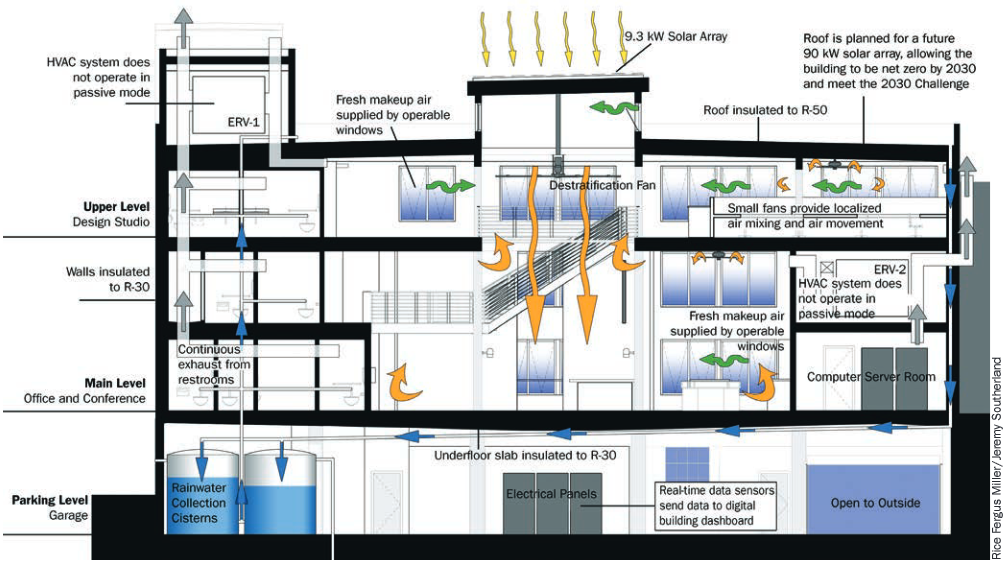 9.3 kW Solar Array
Roof is planned for a future
90 kW solar array, allowing the
building to be net zero by 2030
and meet the 2030 Challenge
HVAC system does
not operate in
passive mode
ERV-1
Fresh makeup air
supplied by operable
windows
Roof insulated to R-50
Destratification Fan
Upper Level
Design Studio
Small fans provide localized
air mixing and air movement
Walls insulated
to R-30
ERV-2
HVAC system does
not operate in
passive mode
Fresh makeup air
supplied by operable
windows
Continuous
exhaust from
restrooms
Main Level
Office and Conference
Computer Server Room
Underfloor slab insulated to R-30
Rainwater
Collection
Cisterns
Parking Level
Garage
Electrical Panels
Real-time data sensors
send data to digital
building dashboard
Open to Outside
Rice Fergus Miller/Jeremy Southerland